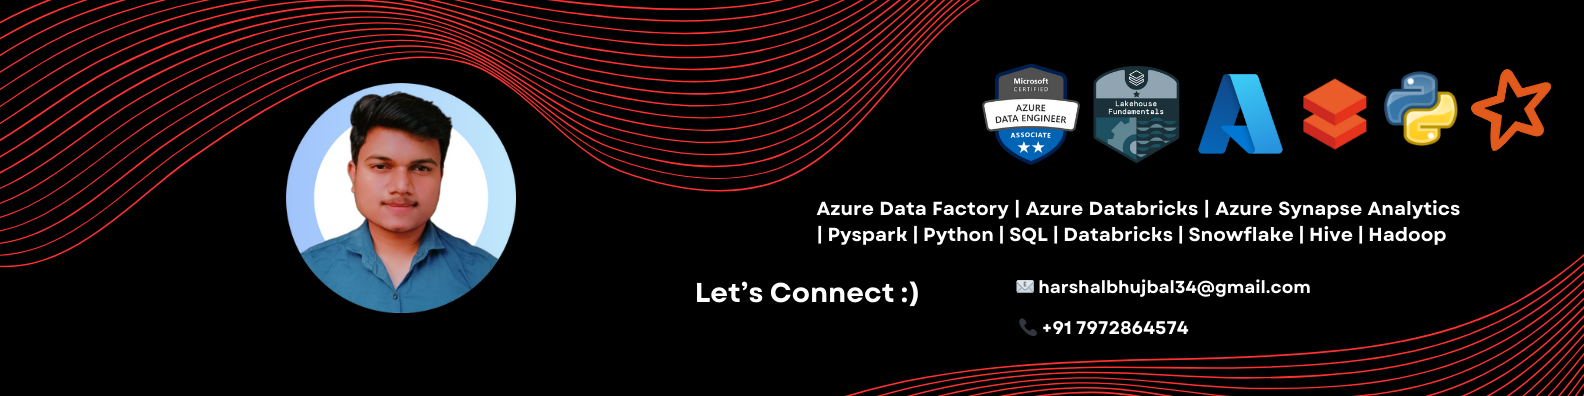 Microsoft
CERTIFIED
AZURE
DATA ENGINEER
ASSOCIATE
Lakehouse
Fundamentals
Azure Data Factory | Azure Databricks | Azure Synapse Analytics
| Pyspark | Python | SQL | Databricks | Snowflake | Hive | Hadoop
Let’s Connect :)
harshalbhujbal34@gmail.com
+91 7972864574